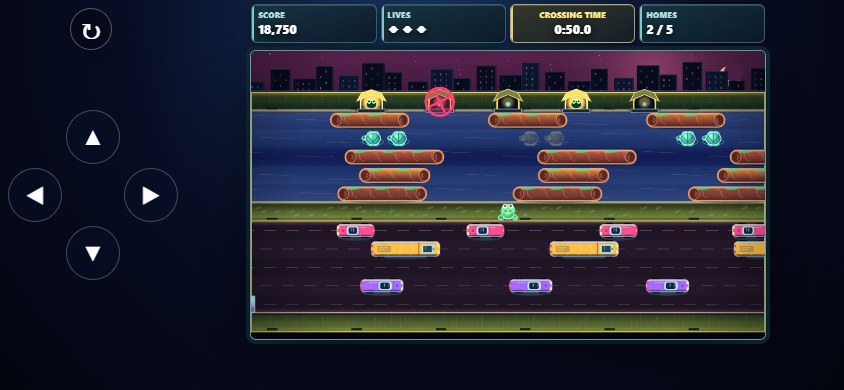 SCORE
18,750
LIVES
CROSSING TIME
0:50.0
HOMES
2 / 5